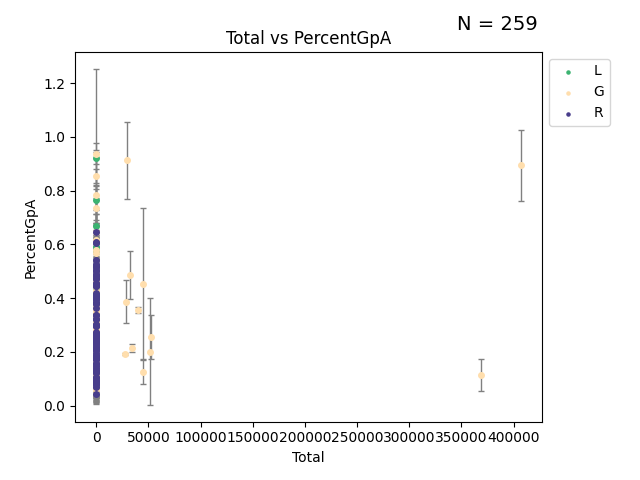 N = 259
Total vs PercentGpA
L
G
R
PercentGpA
1.2
1.0
0.8
0.6
0.4
0.2
0.0
0 50000 100000 150000 200000 250000 300000 350000 400000
Total